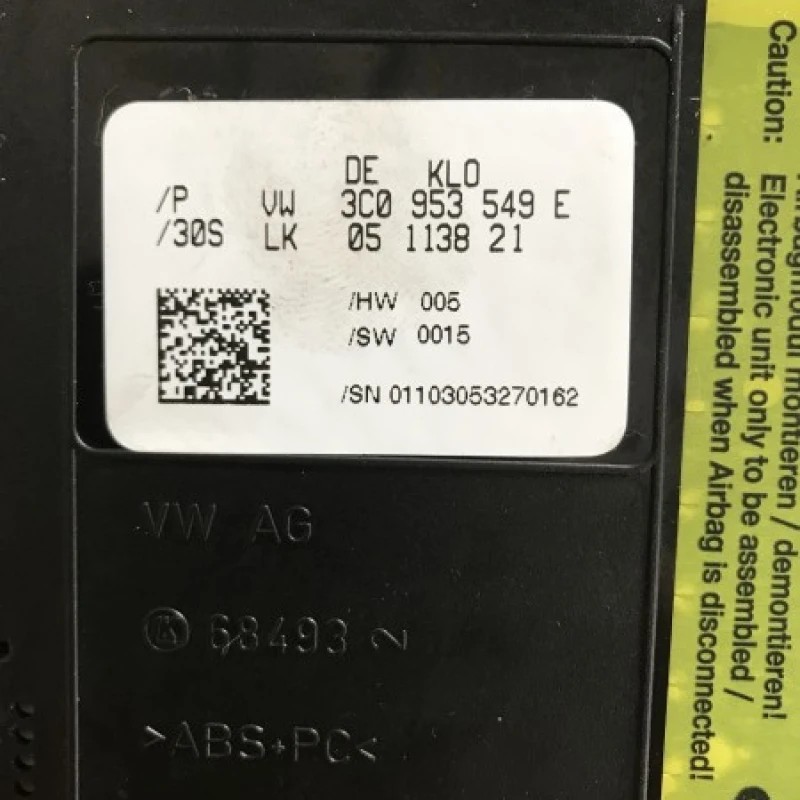 DE KLO
/P VW 3C0 953 549 E
/30S LK 05 1138 21
/HW 005
/SW 0015
/SN 01103053270162
VW AG
68493 2
>ABS+PC<
Caution:
montieren / demontieren!
Electronic unit only to be assembled /
disassembled when Airbag is disconnected!